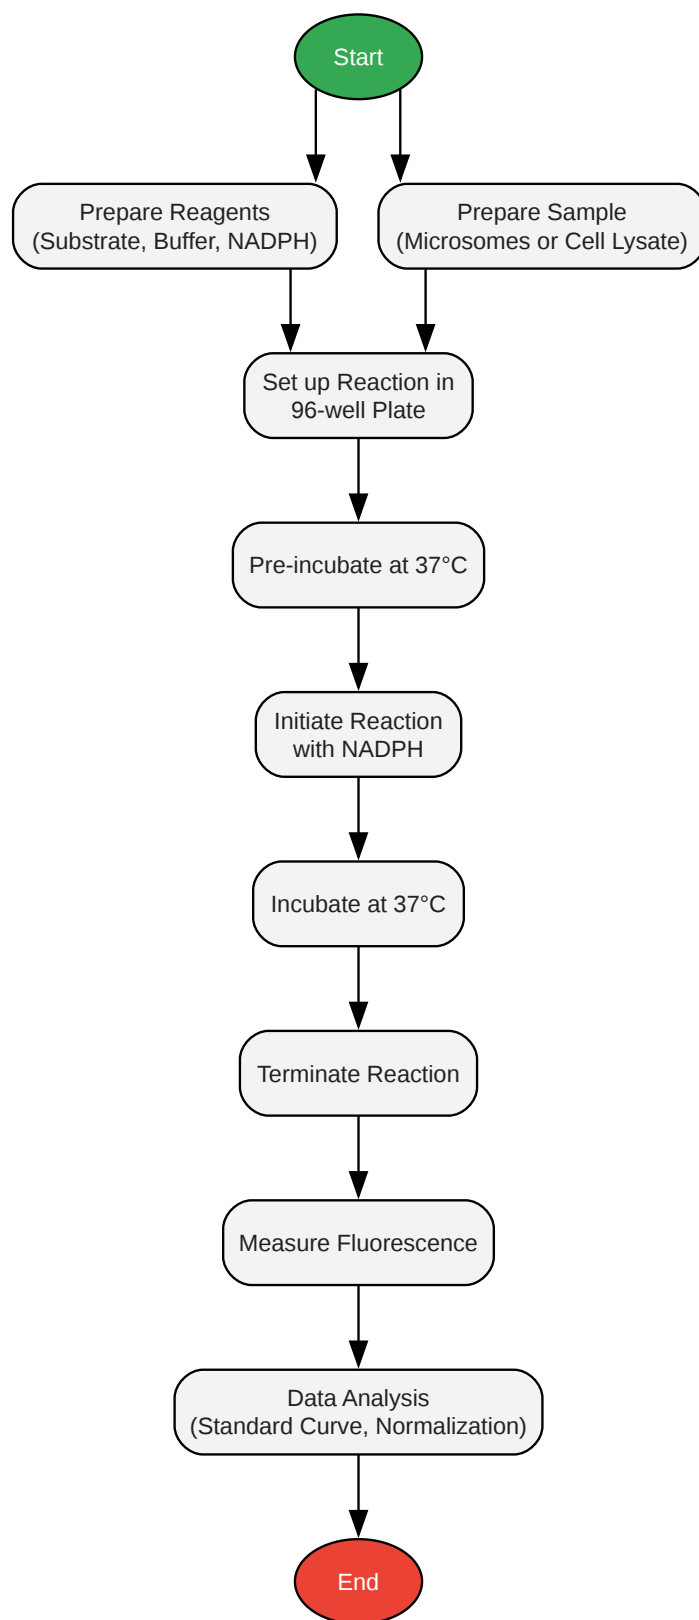 Start
Prepare Reagents
(Substrate, Buffer, NADPH)
Prepare Sample
(Microsomes or Cell Lysate)
Set up Reaction in
96-well Plate
Pre-incubate at 37°C
Initiate Reaction
with NADPH
Incubate at 37°C
Terminate Reaction
Measure Fluorescence
Data Analysis
(Standard Curve, Normalization)
End